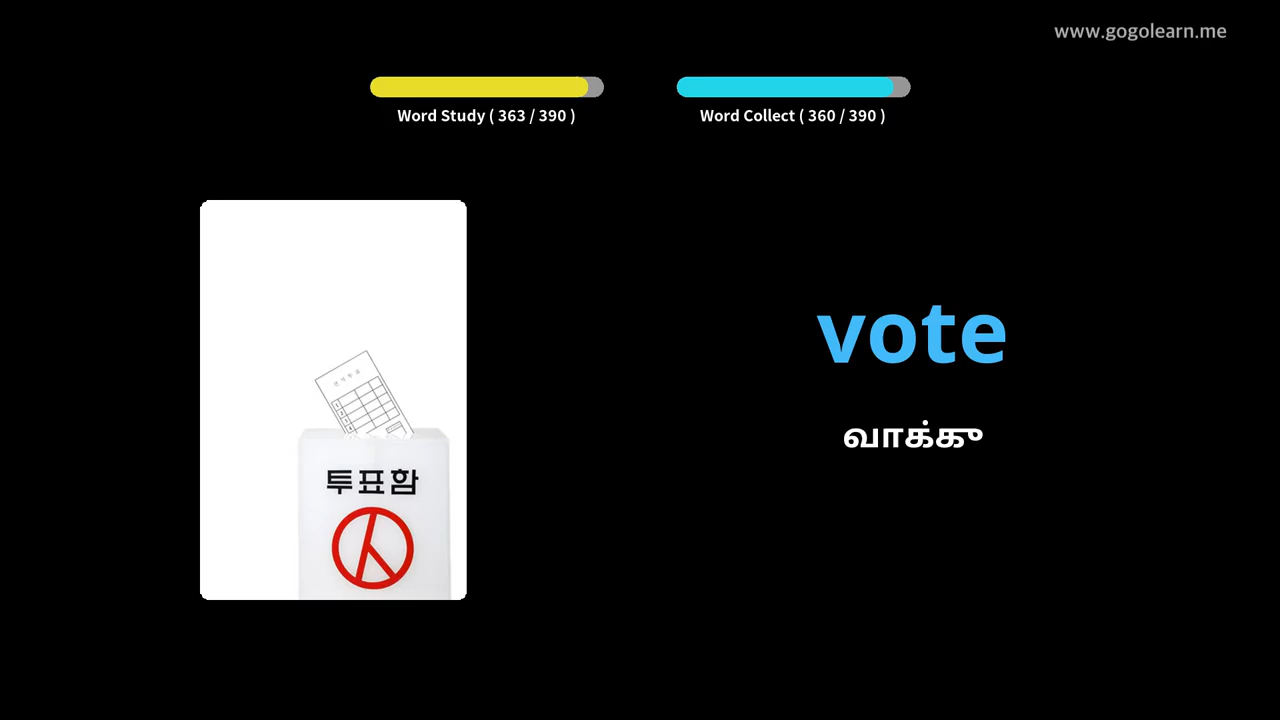 www.gogolearn.me
Word Study ( 363 / 390 )
Word Collect ( 360 / 390 )
vote
வாக்கு
투표함